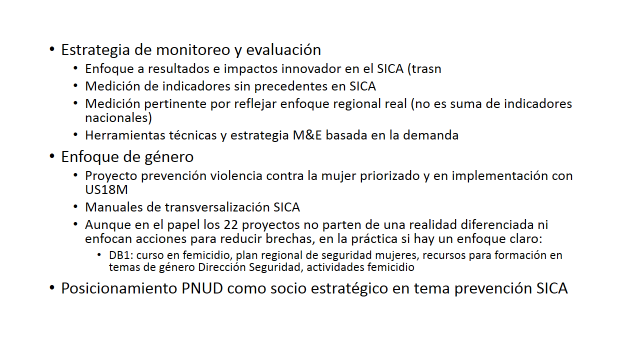 • Estrategia de monitoreo y evaluación
• Enfoque a resultados e impactos innovador en el SICA (trasn
• Medición de indicadores sin precedentes en SICA
• Medición pertinente por reflejar enfoque regional real (no es suma de indicadores
nacionales)
• Herramientas técnicas y estrategia M&E basada en la demanda
• Enfoque de género
• Proyecto prevención violencia contra la mujer priorizado y en implementación con
US18M
• Manuales de transversalización SICA
• Aunque en el papel los 22 proyectos no parten de una realidad diferenciada ni
enfocan acciones para reducir brechas, en la práctica si hay un enfoque claro:
• DB1: curso en femicidio, plan regional de seguridad mujeres, recursos para formación en
temas de género Dirección Seguridad, actividades femicidio
• Posicionamiento PNUD como socio estratégico en tema prevención SICA